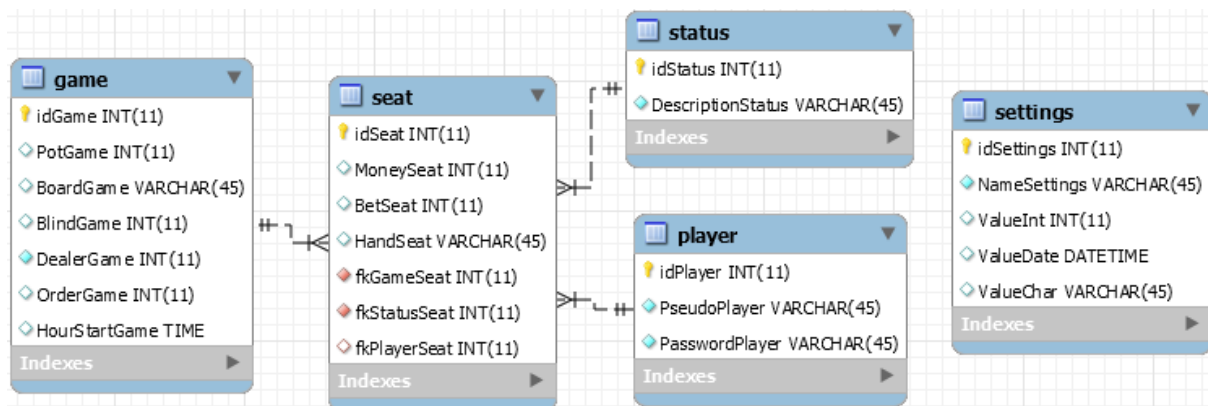 game
idGame INT(11)
PotGame INT(11)
BoardGame VARCHAR(45)
BlindGame INT(11)
DealerGame INT(11)
OrderGame INT(11)
HourStartGame TIME
Indexes
seat
idSeat INT(11)
MoneySeat INT(11)
BetSeat INT(11)
HandSeat VARCHAR(45)
fkGameSeat INT(11)
fkStatusSeat INT(11)
fkPlayerSeat INT(11)
Indexes
status
idStatus INT(11)
DescriptionStatus VARCHAR(45)
Indexes
player
idPlayer INT(11)
PseudoPlayer VARCHAR(45)
PasswordPlayer VARCHAR(45)
Indexes
settings
idSettings INT(11)
NameSettings VARCHAR(45)
ValueInt INT(11)
ValueDate DATETIME
ValueChar VARCHAR(45)
Indexes